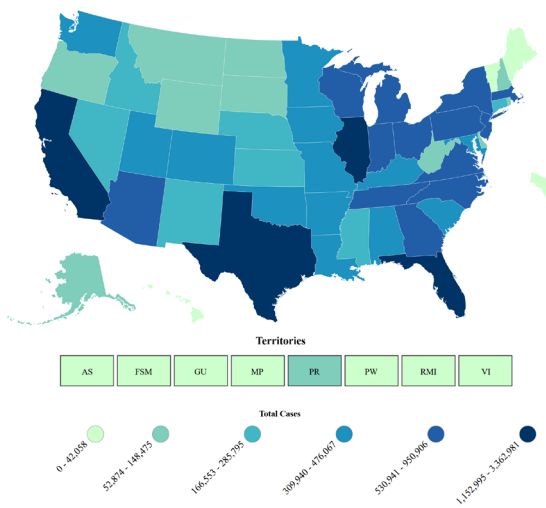 Territories
AS FSM GU MP PR PW RMI VI
Total Cases
0 - 42,058
52,874 - 148,475
166,553 - 285,795
309,940 - 476,067
530,941 - 950,906
1,152,995 - 3,362,981